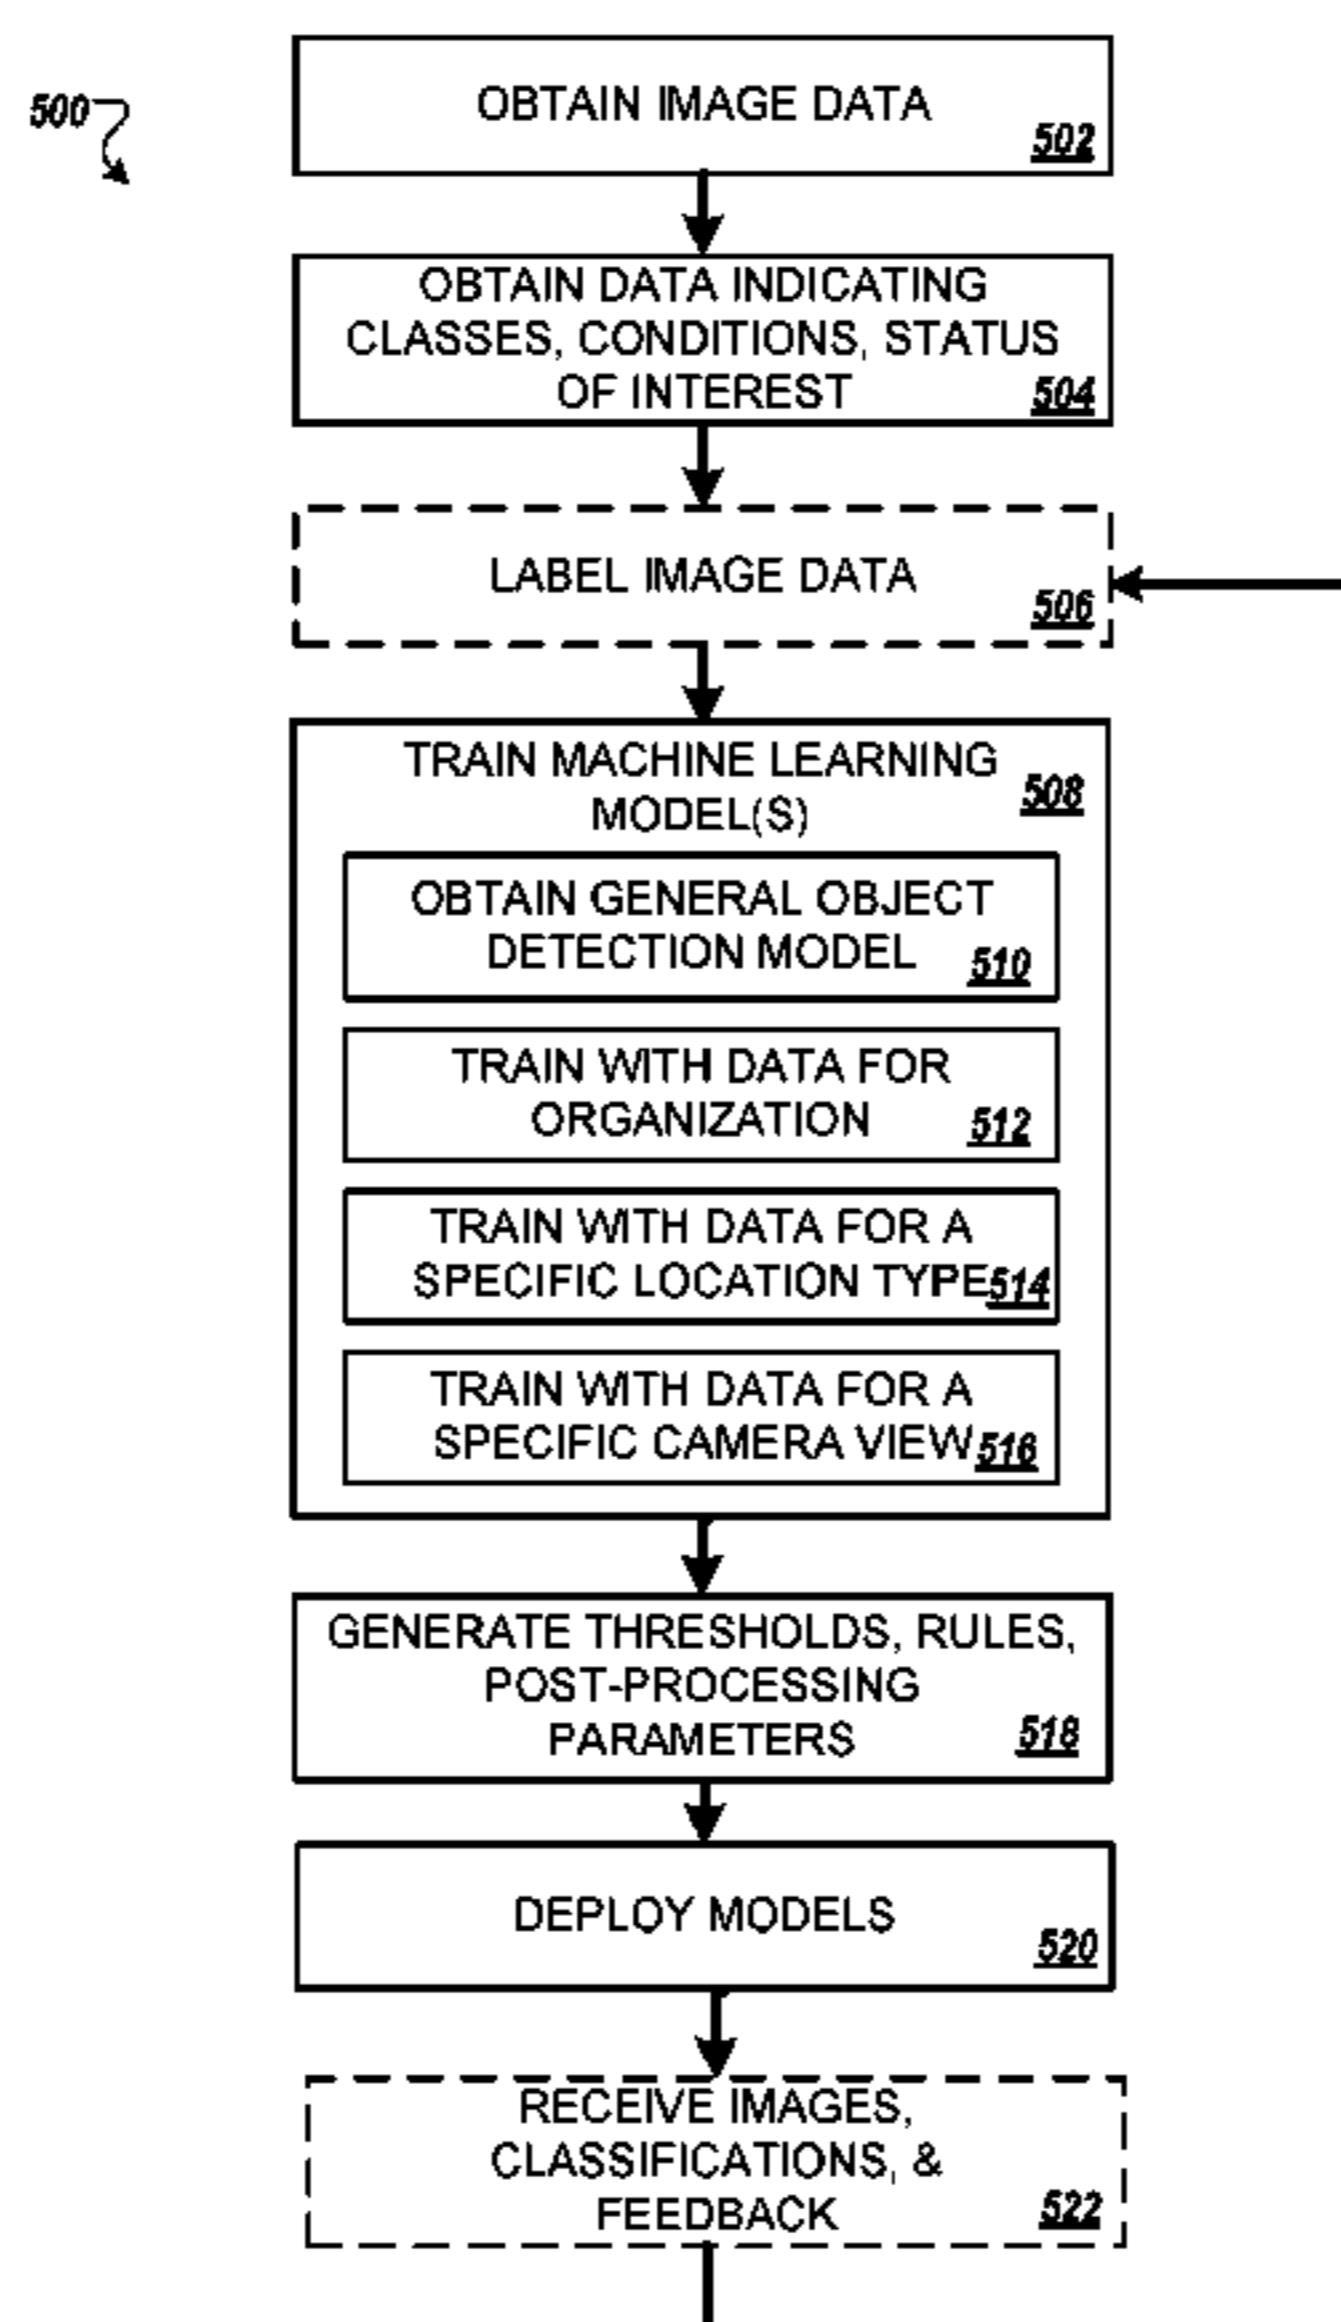 500
OBTAIN IMAGE DATA
502
OBTAIN DATA INDICATING
CLASSES, CONDITIONS, STATUS
OF INTEREST
504
LABEL IMAGE DATA
506
TRAIN MACHINE LEARNING
MODEL(S)
508
OBTAIN GENERAL OBJECT
DETECTION MODEL
510
TRAIN WITH DATA FOR
ORGANIZATION
512
TRAIN WITH DATA FOR A
SPECIFIC LOCATION TYPE
514
TRAIN WITH DATA FOR A
SPECIFIC CAMERA VIEW
516
GENERATE THRESHOLDS, RULES,
POST-PROCESSING
PARAMETERS
518
DEPLOY MODELS
520
RECEIVE IMAGES,
CLASSIFICATIONS, &
FEEDBACK
522